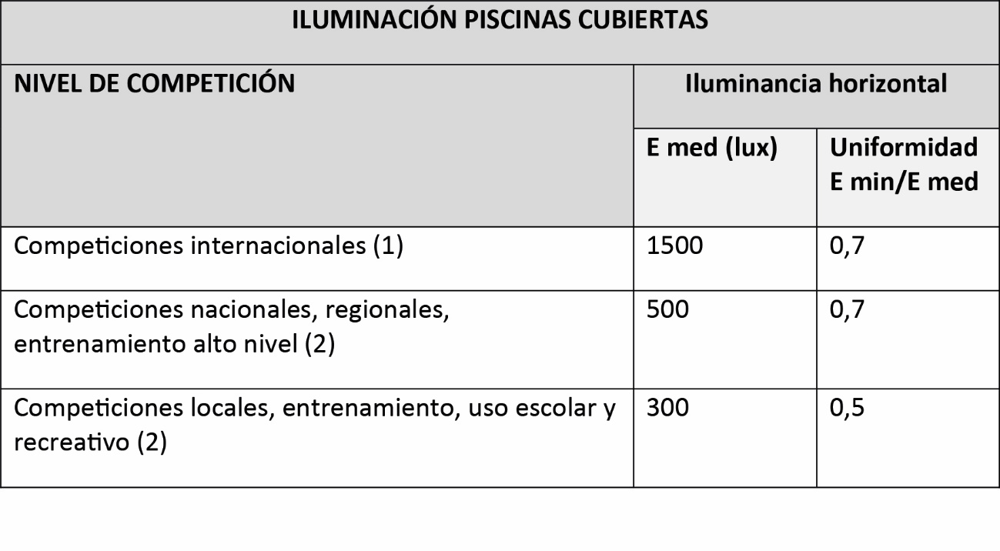 ILUMINACIÓN PISCINAS CUBIERTAS
NIVEL DE COMPETICIÓN
Iluminancia horizontal
E med (lux)
Uniformidad
E min/E med
Competiciones internacionales (1)
1500
0,7
Competiciones nacionales, regionales,
entrenamiento alto nivel (2)
500
0,7
Competiciones locales, entrenamiento, uso escolar y
recreativo (2)
300
0,5